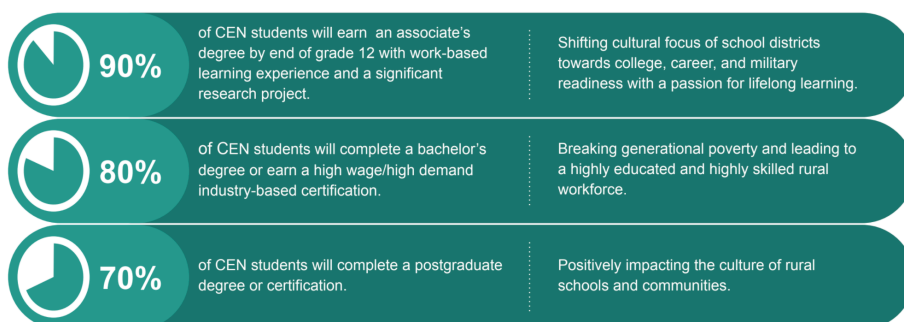 90%
of CEN students will earn an associate's
degree by end of grade 12 with work-based
learning experience and a significant
research project.
Shifting cultural focus of school districts
towards college, career, and military
readiness with a passion for lifelong learning.
80%
of CEN students will complete a bachelor's
degree or earn a high wage/high demand
industry-based certification.
Breaking generational poverty and leading to
a highly educated and highly skilled rural
workforce.
70%
of CEN students will complete a postgraduate
degree or certification.
Positively impacting the culture of rural
schools and communities.